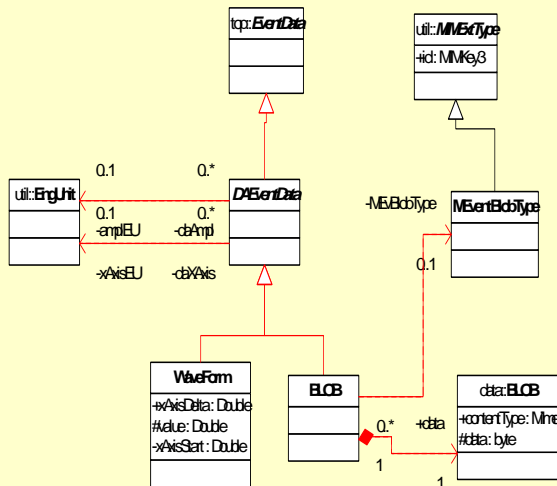 top::EventData
util::MIMExtType
+id: MIMKey3
0..1
0..*
util::EngUnit
DAEventData
0..1
0..*
-amplEU
-daAmpl
-xAxisEU
-daXAxis
-MEvBlobType
MEventBlobType
0..1
WaveForm
+xAxisDelta : Double
#value : Double
-xAxisStart : Double
BLOB
0..*
+data
1
1
data::BLOB
+contentType : Mime
#data : byte